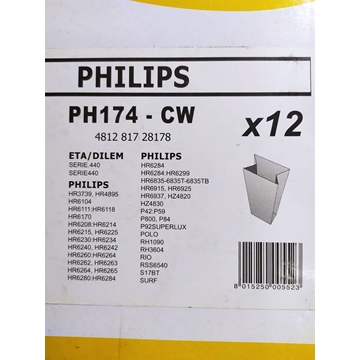 PHILIPS
PH174 - CW
4812 817 28178
x12
ETA/DILEM
SERIE.440
SERIE440
PHILIPS
HR3739, HR4895
HR6104
HR6111;HR6118
HR6170
HR6208:HR6214
HR6215, HR6225
HR6230:HR6234
HR6240, HR6242
HR6260:HR6264
HR6262, HR6263
HR6264, HR6265
HR6280:HR6284
PHILIPS
HR6284
HR6284;HR6299
HR6835-6835T-6835TB
HR6915, HR6925
HR6937, HZ4820
HZ4830
P42:P59
P800, P84
P92SUPERLUX
POLO
RH1090
RH3604
RIO
RSS6540
S17BT
SURF
8 015250 005523